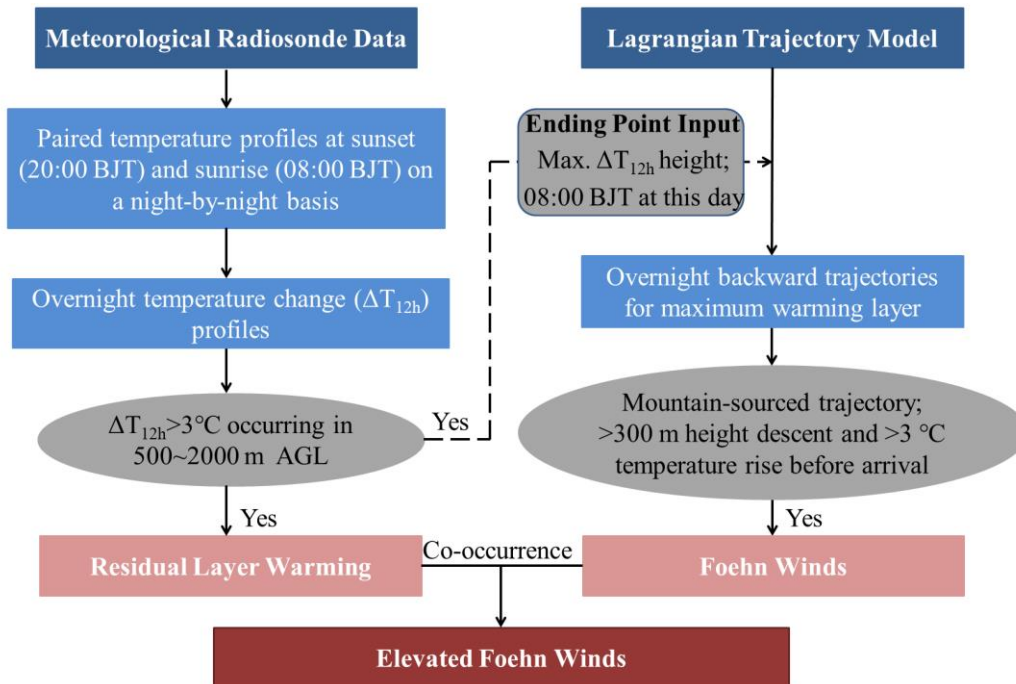 Meteorological Radiosonde Data
Paired temperature profiles at sunset
(20:00 BJT) and sunrise (08:00 BJT) on
a night-by-night basis
Overnight temperature change (ΔT12h)
profiles
ΔT12h>3℃ occurring in
500~2000 m AGL
Yes
Yes
Residual Layer Warming
Lagrangian Trajectory Model
Ending Point Input
Max. ΔT12h height;
08:00 BJT at this day
Overnight backward trajectories
for maximum warming layer
Mountain-sourced trajectory;
>300 m height descent and >3 ℃
temperature rise before arrival
Yes
Foehn Winds
Co-occurrence
Elevated Foehn Winds